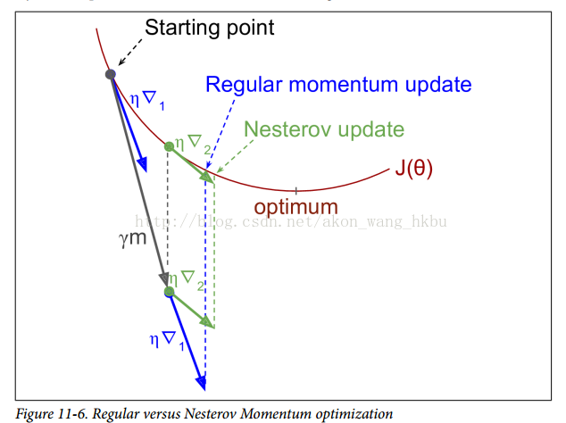 Starting point
η∇1
Regular momentum update
Nesterov update
η∇2
J(θ)
optimum
http://blog.csdn.net/akon_wang_hkbu
γm
η∇2
η∇1
Figure 11-6. Regular versus Nesterov Momentum optimization